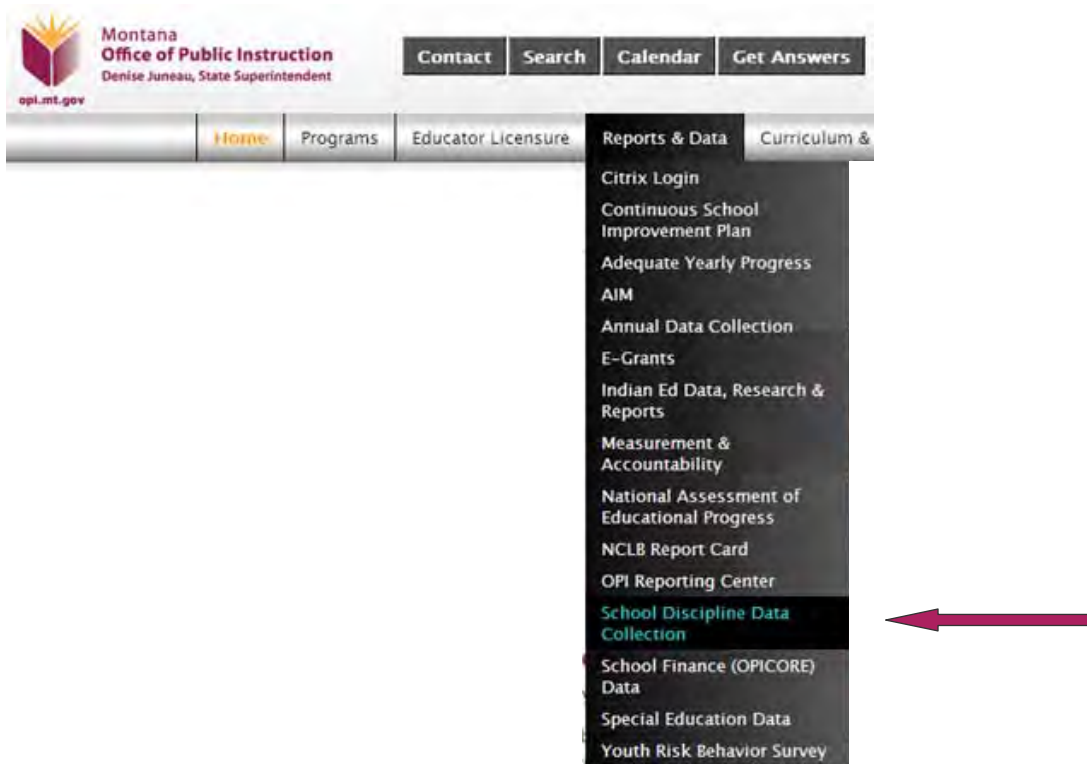 Montana
Office of Public Instruction
Denise Juneau, State Superintendent
opi.mt.gov
Contact Search Calendar Get Answers
Home Programs Educator Licensure Reports & Data Curriculum &
Citrix Login
Continuous School
Improvement Plan
Adequate Yearly Progress
AIM
Annual Data Collection
E-Grants
Indian Ed Data, Research &
Reports
Measurement &
Accountability
National Assessment of
Educational Progress
NCLB Report Card
OPI Reporting Center
School Discipline Data
Collection
School Finance (OPICORE)
Data
Special Education Data
Youth Risk Behavior Survey